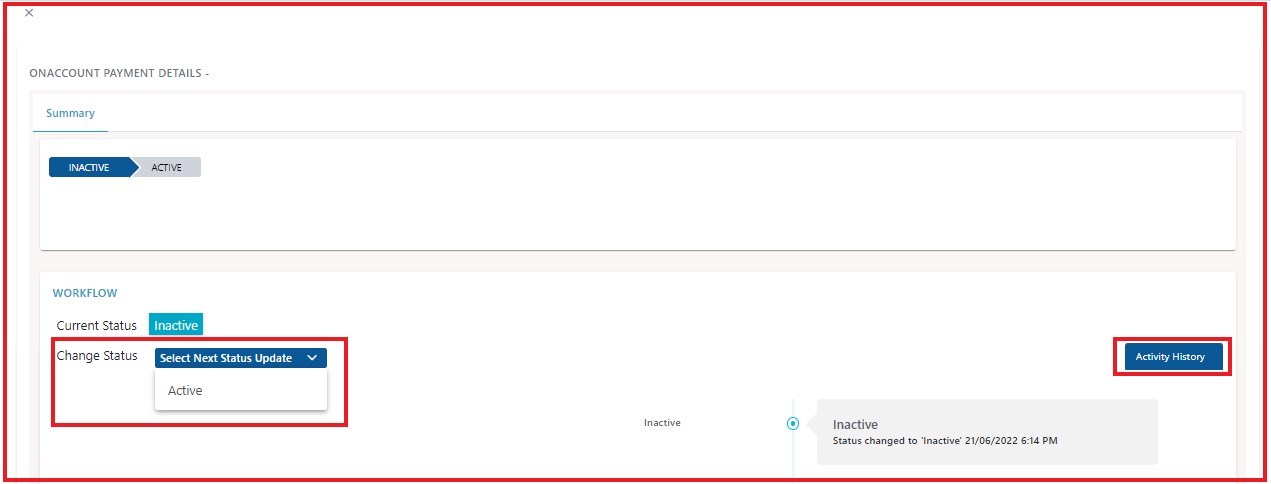 ×
ONACCOUNT PAYMENT DETAILS -
Summary
INACTIVE ACTIVE
WORKFLOW
Current Status Inactive
Change Status Select Next Status Update
Activity History
Active
Inactive
Inactive
Status changed to 'Inactive' 21/06/2022 6:14 PM